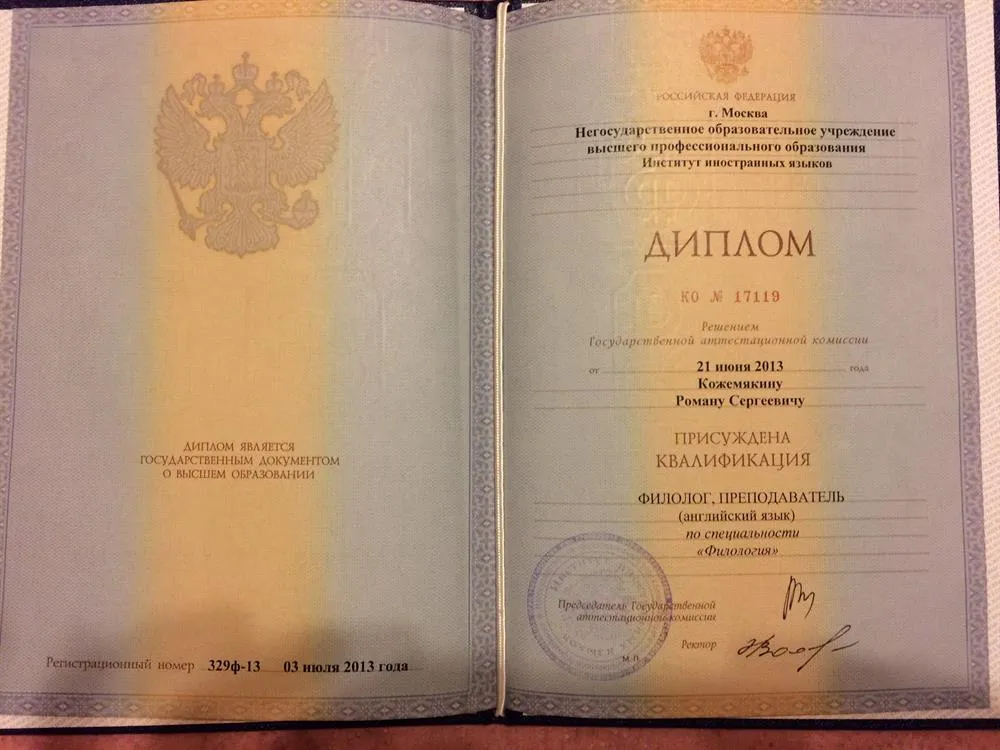 ДИПЛОМ ЯВЛЯЕТСЯ
ГОСУДАРСТВЕННЫМ ДОКУМЕНТОМ
О ВЫСШЕМ ОБРАЗОВАНИИ
Регистрационный номер 329ф-13 03 июля 2013 года
РОССИЙСКАЯ ФЕДЕРАЦИЯ
г. Москва
Негосударственное образовательное учреждение
высшего профессионального образования
Институт иностранных языков
ДИПЛОМ
КО № 17119
Решением
Государственной аттестационной комиссии
от 21 июня 2013 года
Кожемякину
Роману Сергеевичу
ПРИСУЖДЕНА
КВАЛИФИКАЦИЯ
ФИЛОЛОГ, ПРЕПОДАВАТЕЛЬ
(английский язык)
по специальности
«Филология»
Председатель Государственной
аттестационной комиссии
Ректор
М.П.